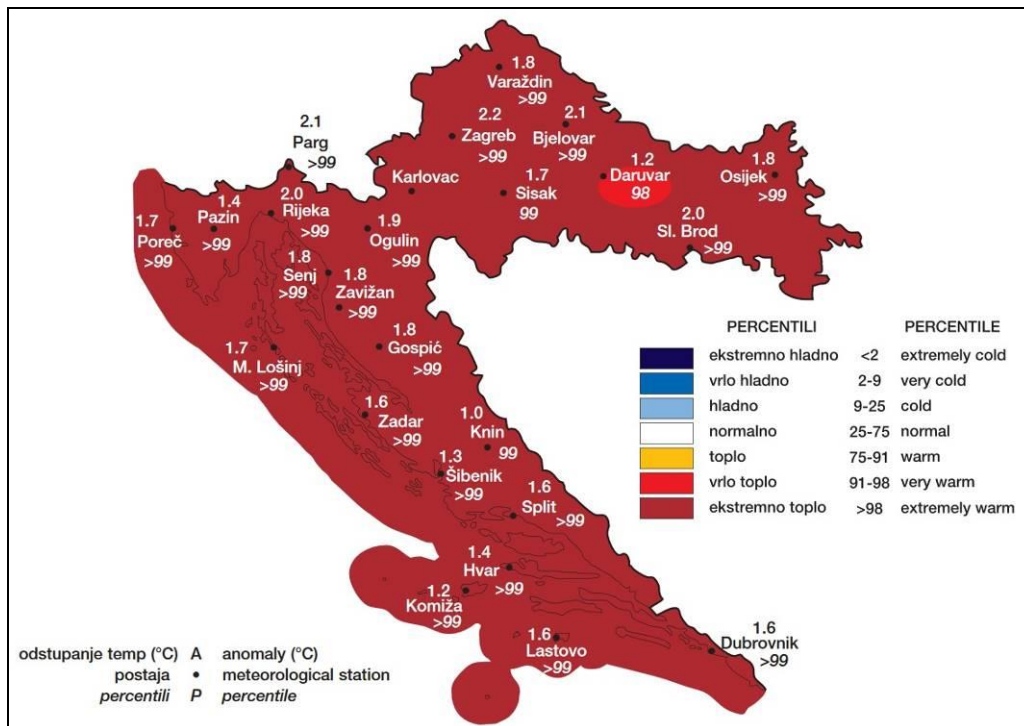 1.8
Varaždin
>99
2.2
Zagreb
>99
2.1
Bjelovar
>99
2.1
Parg
>99
1.2
Daruvar
98
1.8
Osijek
>99
Karlovac
1.7
Sisak
99
1.4
Pazin
>99
2.0
Rijeka
>99
1.7
Poreč
>99
1.9
Ogulin
>99
2.0
Sl. Brod
>99
1.8
Senj
>99
1.8
Zavižan
>99
1.8
Gospić
>99
1.7
M. Lošinj
>99
1.6
Zadar
>99
1.0
Knin
99
1.3
Šibenik
>99
1.6
Split
>99
1.4
Hvar
>99
1.2
Komiža
>99
1.6
Lastovo
>99
1.6
Dubrovnik
>99
PERCENTILI PERCENTILE
ekstremno hladno <2 extremely cold
vrlo hladno 2-9 very cold
hladno 9-25 cold
normalno 25-75 normal
toplo 75-91 warm
vrlo toplo 91-98 very warm
ekstremno toplo >98 extremely warm
odstupanje temp (°C) A anomaly (°C)
postaja • meteorological station
percentili P percentile